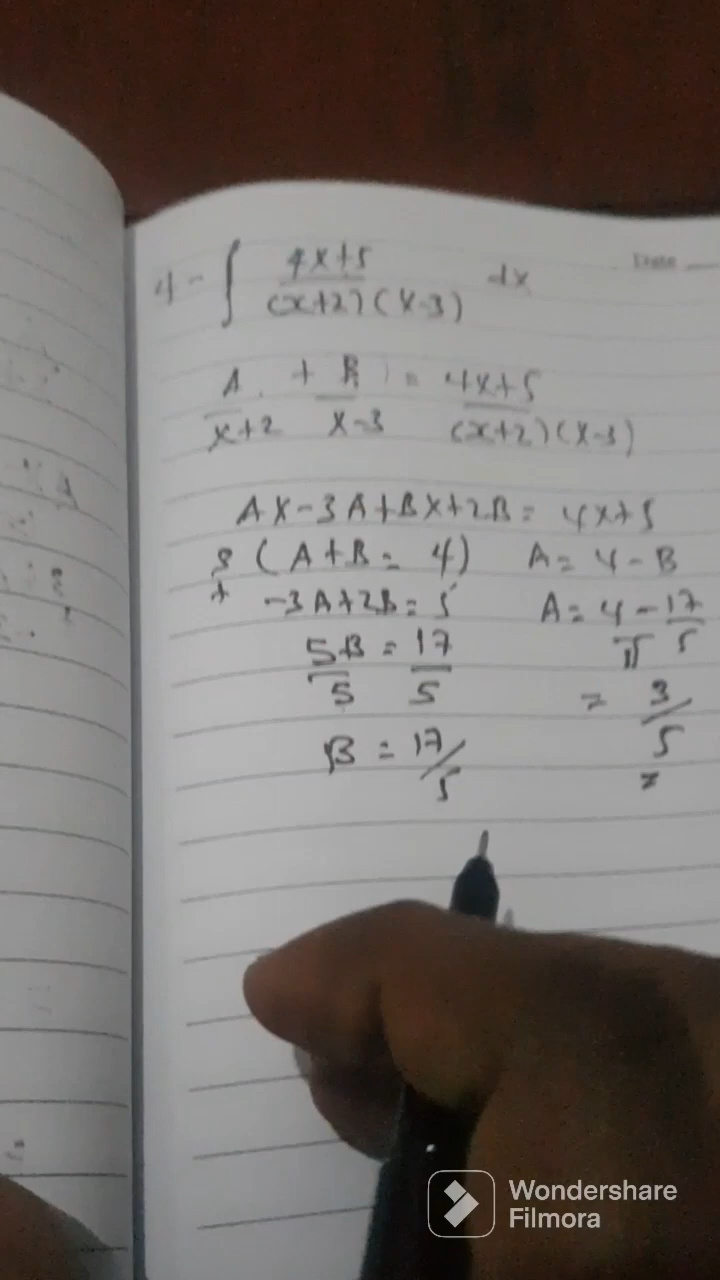 Date
4 - ∫ 4x+5 / (x+2)(x-3) dx
A / x+2 + B / x-3 = 4x+5 / (x+2)(x-3)
Ax-3A+Bx+2B = 4x+5
3 (A+B = 4) A = 4-B
+ -3A+2B = 5 A = 4 - 17/5
5B/5 = 17/5 = 3/5
B = 17/5
Wondershare
Filmora